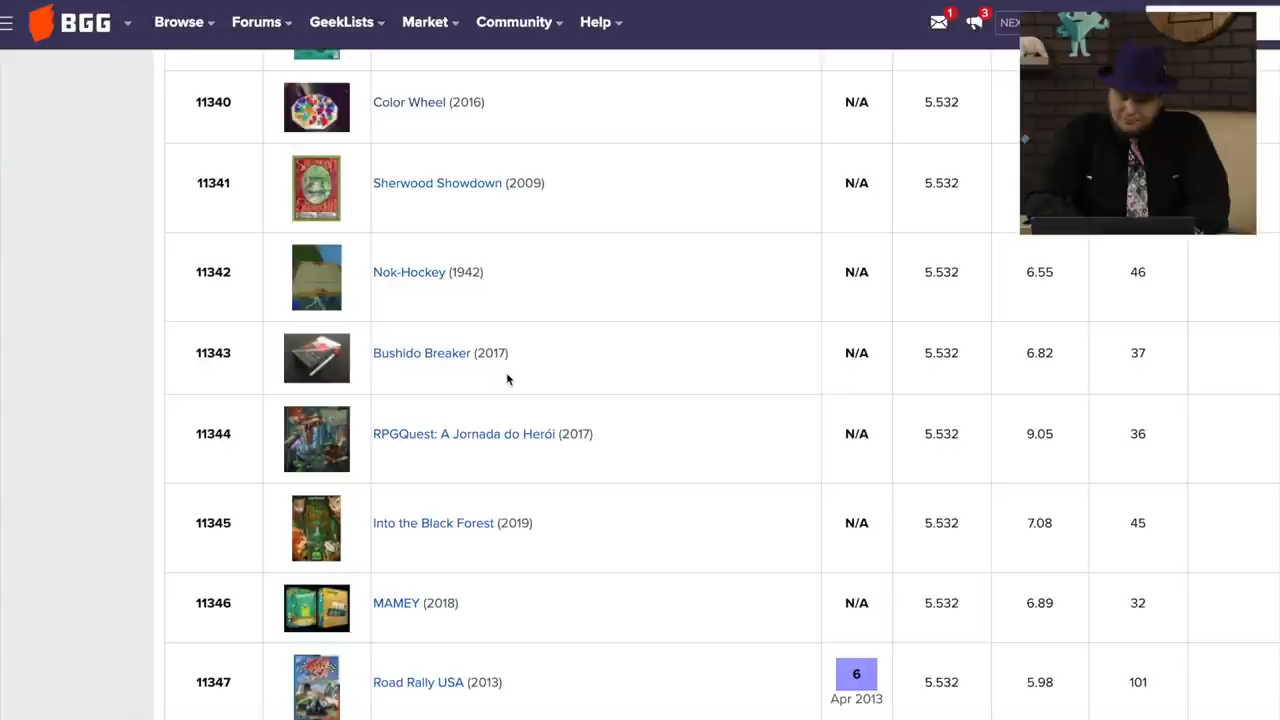 BGG Browse Forums GeekLists Market Community Help 1 3 NEX
11340 Color Wheel (2016) N/A 5.532
11341 Sherwood Showdown (2009) N/A 5.532
11342 Nok-Hockey (1942) N/A 5.532 6.55 46
11343 Bushido Breaker (2017) N/A 5.532 6.82 37
11344 RPGQuest: A Jornada do Herói (2017) N/A 5.532 9.05 36
11345 Into the Black Forest (2019) N/A 5.532 7.08 45
11346 MAMEY (2018) N/A 5.532 6.89 32
11347 Road Rally USA (2013) 6 5.532 5.98 101
Apr 2013